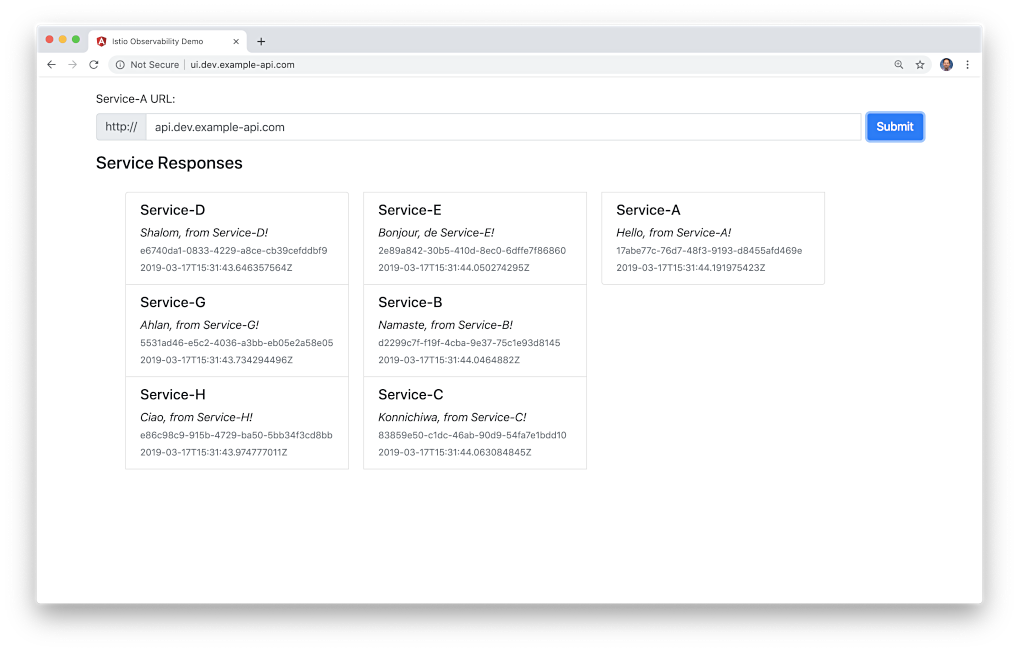 Istio Observability Demo
Not Secure | ui.dev.example-api.com
Service-A URL:
http:// api.dev.example-api.com Submit
Service Responses
Service-D
Shalom, from Service-D!
e6740da1-0833-4229-a8ce-cb39cefddbf9
2019-03-17T15:31:43.646357564Z
Service-G
Ahlan, from Service-G!
5531ad46-e5c2-4036-a3bb-eb05e2a58e05
2019-03-17T15:31:43.734294496Z
Service-H
Ciao, from Service-H!
e86c98c9-915b-4729-ba50-5bb34f3cd8bb
2019-03-17T15:31:43.974777011Z
Service-E
Bonjour, de Service-E!
2e89a842-30b5-410d-8ec0-6dffe7f86860
2019-03-17T15:31:44.050274295Z
Service-B
Namaste, from Service-B!
d2299c7f-f19f-4cba-9e37-75c1e93d8145
2019-03-17T15:31:44.0464882Z
Service-C
Konnichiwa, from Service-C!
83859e50-c1dc-46ab-90d9-54fa7e1bdd10
2019-03-17T15:31:44.063084845Z
Service-A
Hello, from Service-A!
17abe77c-76d7-48f3-9193-d8455afd469e
2019-03-17T15:31:44.191975423Z